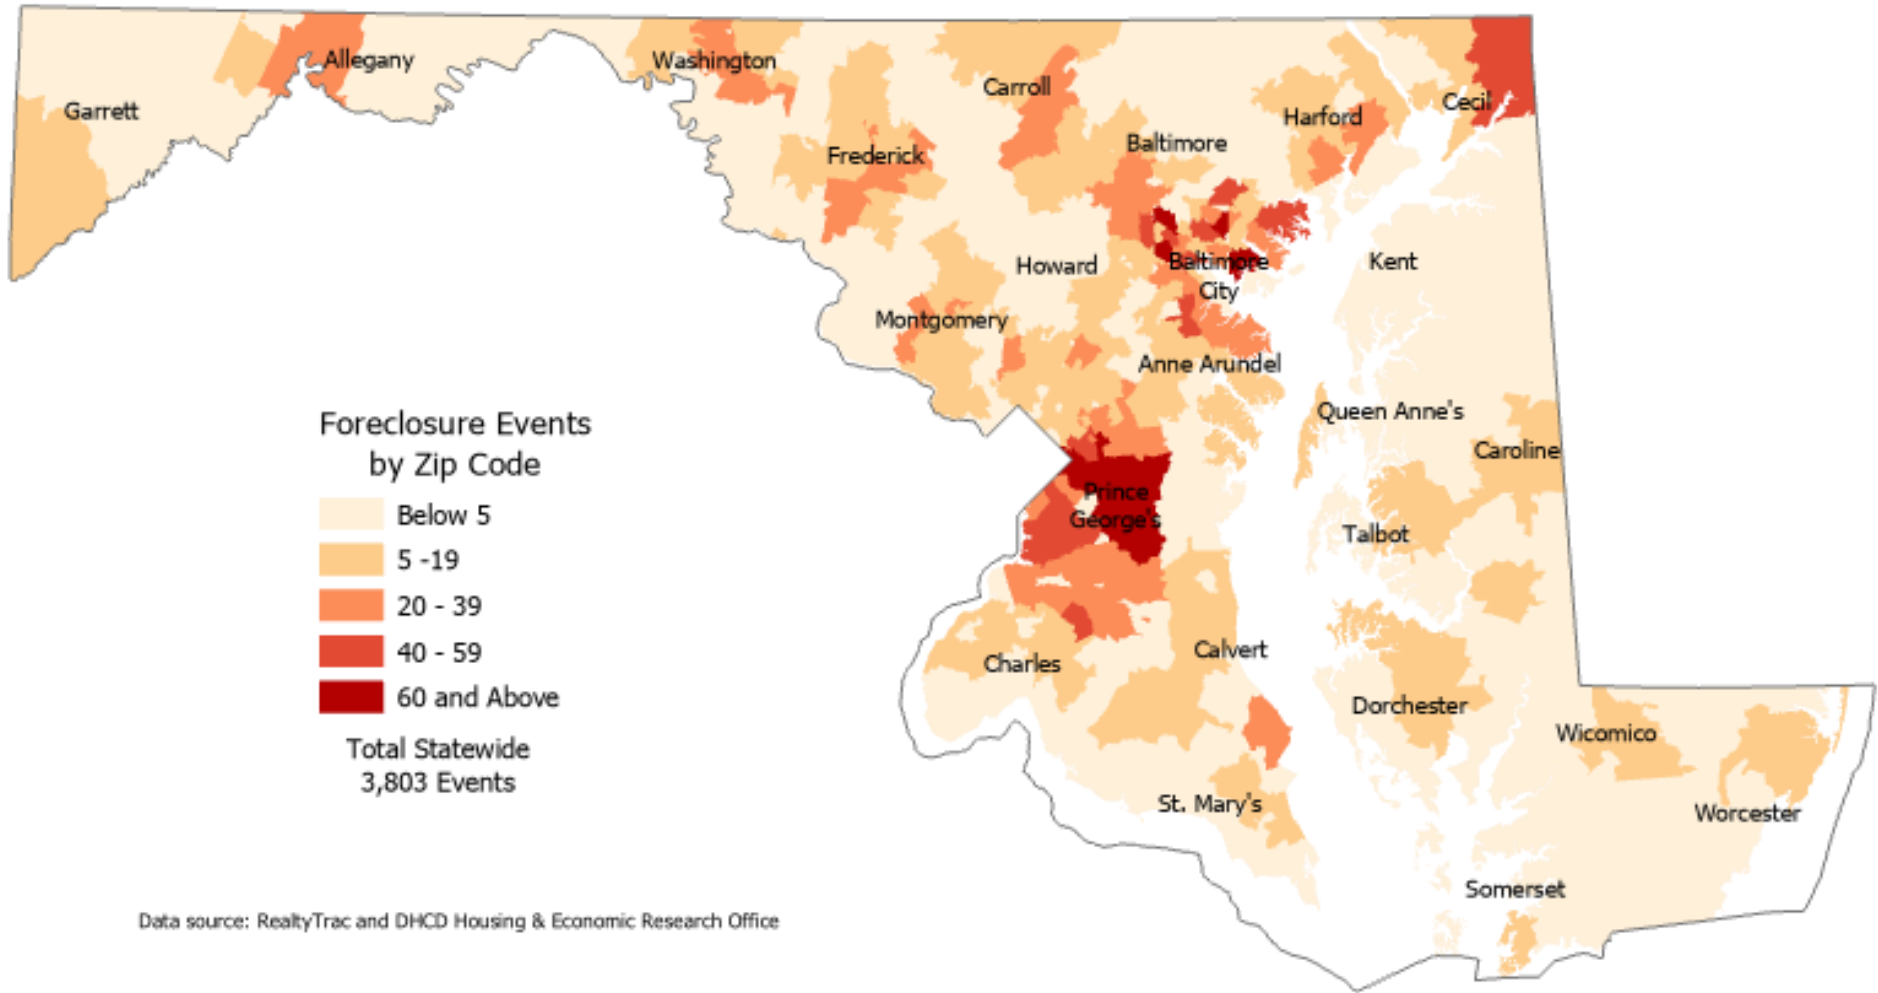 Allegany
Washington
Garrett
Carroll
Cecil
Harford
Frederick
Baltimore
Howard
Baltimore
City
Kent
Montgomery
Anne Arundel
Queen Anne's
Caroline
Prince
George's
Talbot
Charles
Calvert
Dorchester
Wicomico
St. Mary's
Worcester
Somerset
Foreclosure Events
by Zip Code
Below 5
5 -19
20 - 39
40 - 59
60 and Above
Total Statewide
3,803 Events
Data source: RealtyTrac and DHCD Housing & Economic Research Office